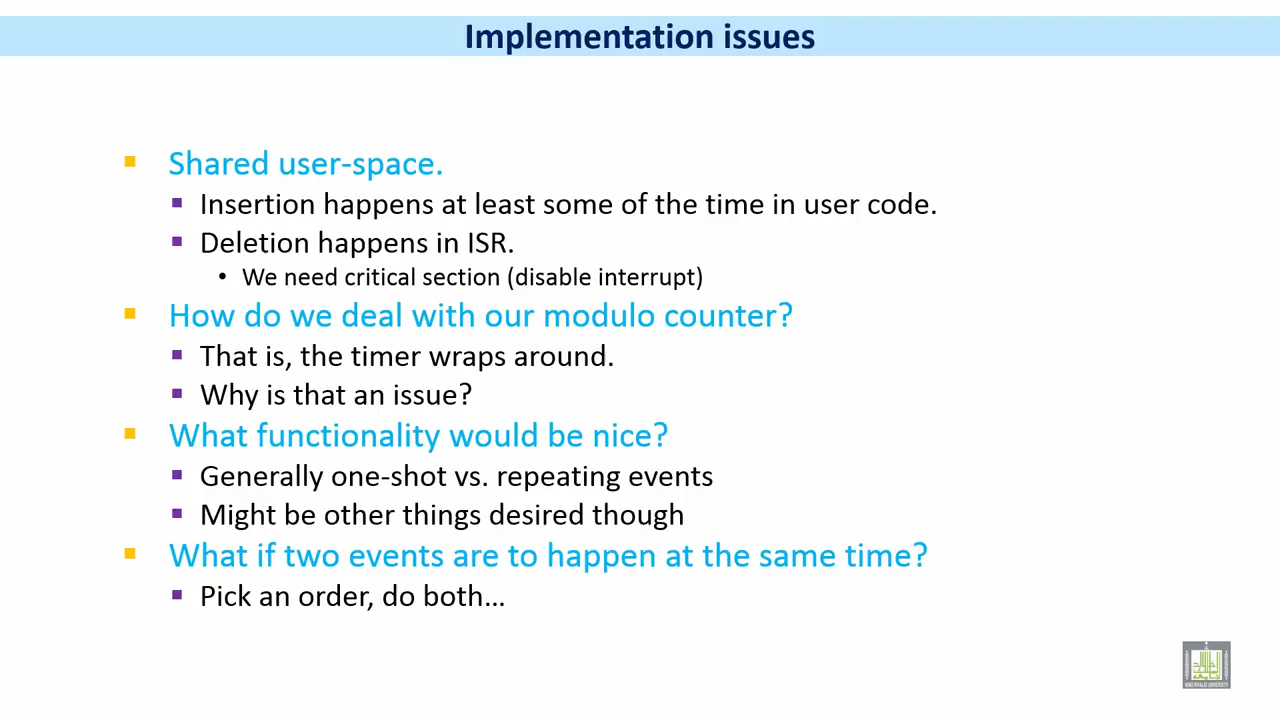 Implementation issues
Shared user-space.
Insertion happens at least some of the time in user code.
Deletion happens in ISR.
We need critical section (disable interrupt)
How do we deal with our modulo counter?
That is, the timer wraps around.
Why is that an issue?
What functionality would be nice?
Generally one-shot vs. repeating events
Might be other things desired though
What if two events are to happen at the same time?
Pick an order, do both…
KING KHALID UNIVERSITY